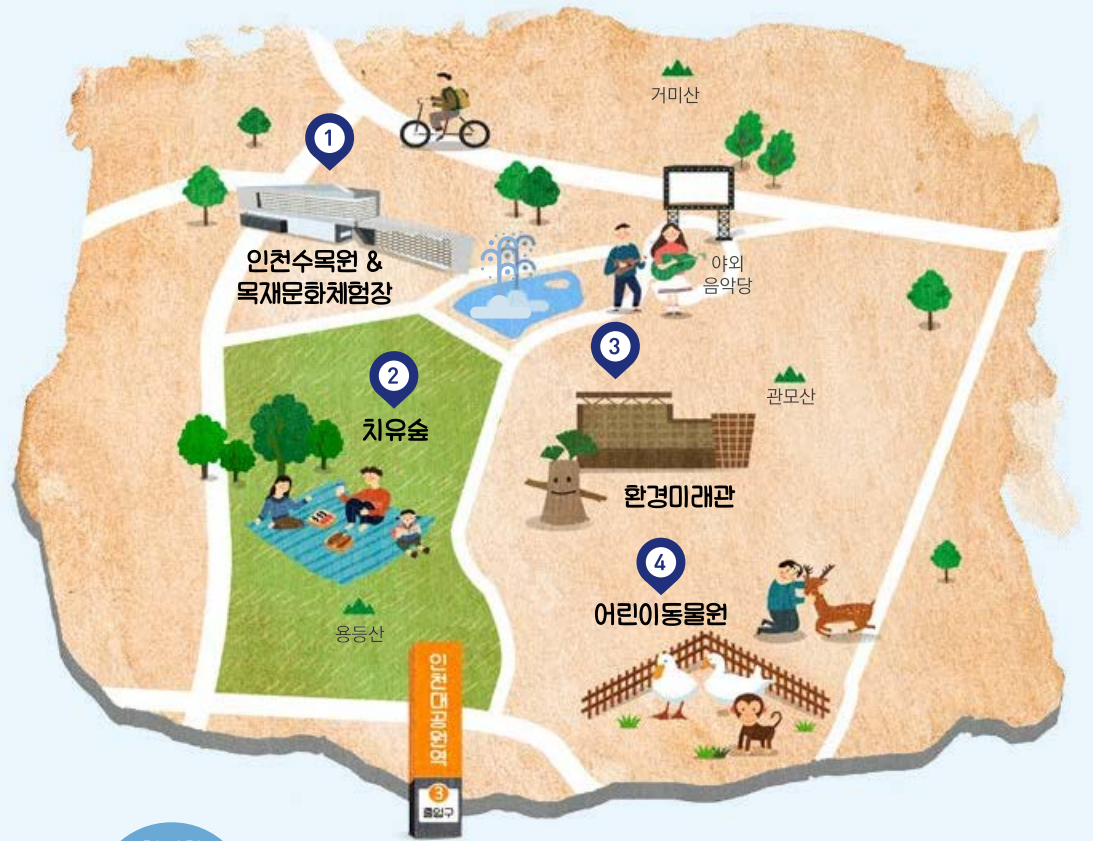 거미산
1
인천수목원 &
목재문화체험장
야외
음악당
3
2
관모산
치유숲
환경미래관
4
어린이동물원
용등산
인천대공원역
3
출입구